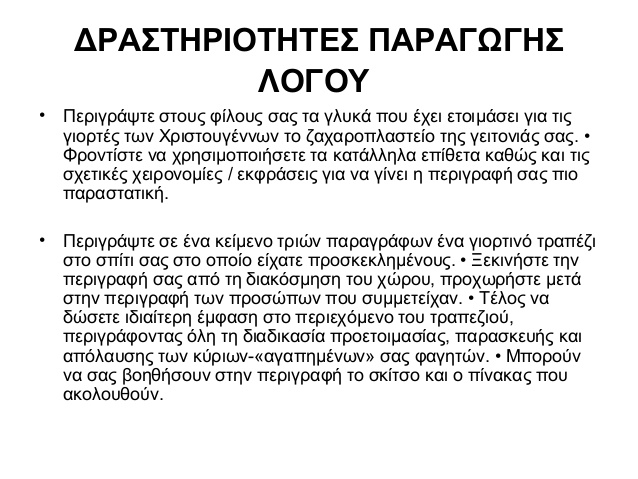 ΔΡΑΣΤΗΡΙΟΤΗΤΕΣ ΠΑΡΑΓΩΓΗΣ
ΛΟΓΟΥ
• Περιγράψτε στους φίλους σας τα γλυκά που έχει ετοιμάσει για τις
γιορτές των Χριστουγέννων το ζαχαροπλαστείο της γειτονιάς σας. •
Φροντίστε να χρησιμοποιήσετε τα κατάλληλα επίθετα καθώς και τις
σχετικές χειρονομίες / εκφράσεις για να γίνει η περιγραφή σας πιο
παραστατική.
• Περιγράψτε σε ένα κείμενο τριών παραγράφων ένα γιορτινό τραπέζι
στο σπίτι σας στο οποίο είχατε προσκεκλημένους. • Ξεκινήστε την
περιγραφή σας από τη διακόσμηση του χώρου, προχωρήστε μετά
στην περιγραφή των προσώπων που συμμετείχαν. • Τέλος να
δώσετε ιδιαίτερη έμφαση στο περιεχόμενο του τραπεζιού,
περιγράφοντας όλη τη διαδικασία προετοιμασίας, παρασκευής και
απόλαυσης των κύριων-«αγαπημένων» σας φαγητών. • Μπορούν
να σας βοηθήσουν στην περιγραφή το σκίτσο και ο πίνακας που
ακολουθούν.